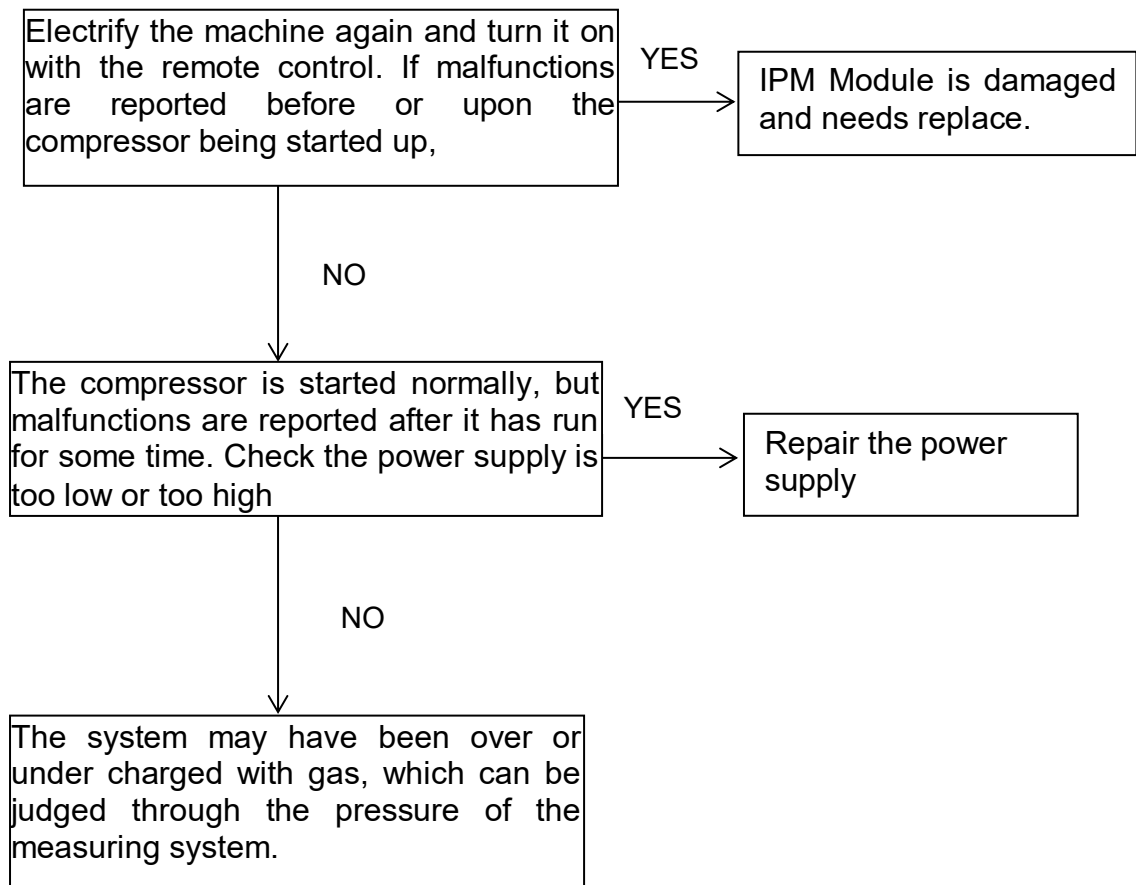 Electrify the machine again and turn it on
with the remote control. If malfunctions
are reported before or upon the
compressor being started up,
YES
IPM Module is damaged
and needs replace.
NO
The compressor is started normally, but
malfunctions are reported after it has run
for some time. Check the power supply is
too low or too high
YES
Repair the power
supply
NO
The system may have been over or
under charged with gas, which can be
judged through the pressure of the
measuring system.